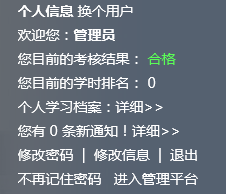 个人信息 换个用户
欢迎您：管理员
您目前的考核结果： 合格
您目前的学时排名： 0
个人学习档案：详细>>
您有 0 条新通知！详细>>
修改密码 | 修改信息 | 退出
不再记住密码 进入管理平台